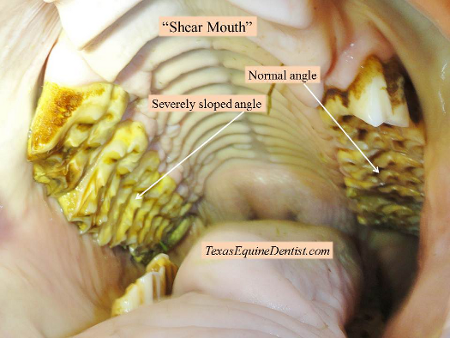 “Shear Mouth”
Normal angle
Severely sloped angle
TexasEquineDentist.com